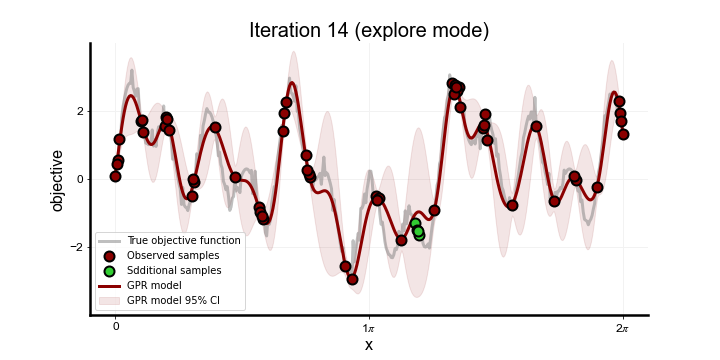 Iteration 14 (explore mode)
objective
2
0
−2
True objective function
Observed samples
Sdditional samples
GPR model
GPR model 95% CI
0
1π
2π
x